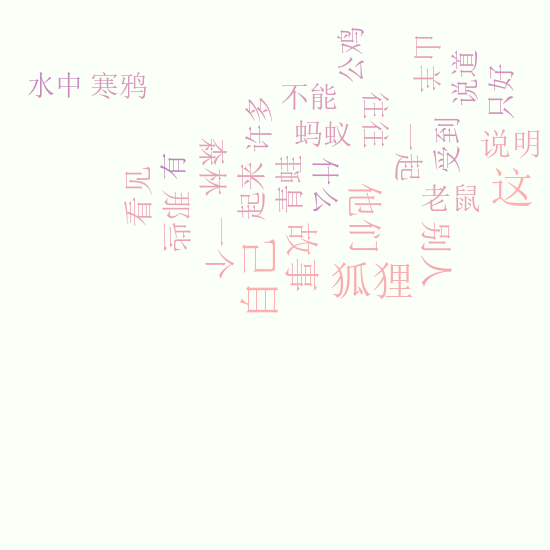 公鸡
山羊
说道
只好
水中
寒鸦
不能
许多
往往
蚂蚁
一起
受到
说明
森林
有
看见
那些
起来
青蛙
什么
他们
老鼠
这
一个
自己
故事
狐狸
别人